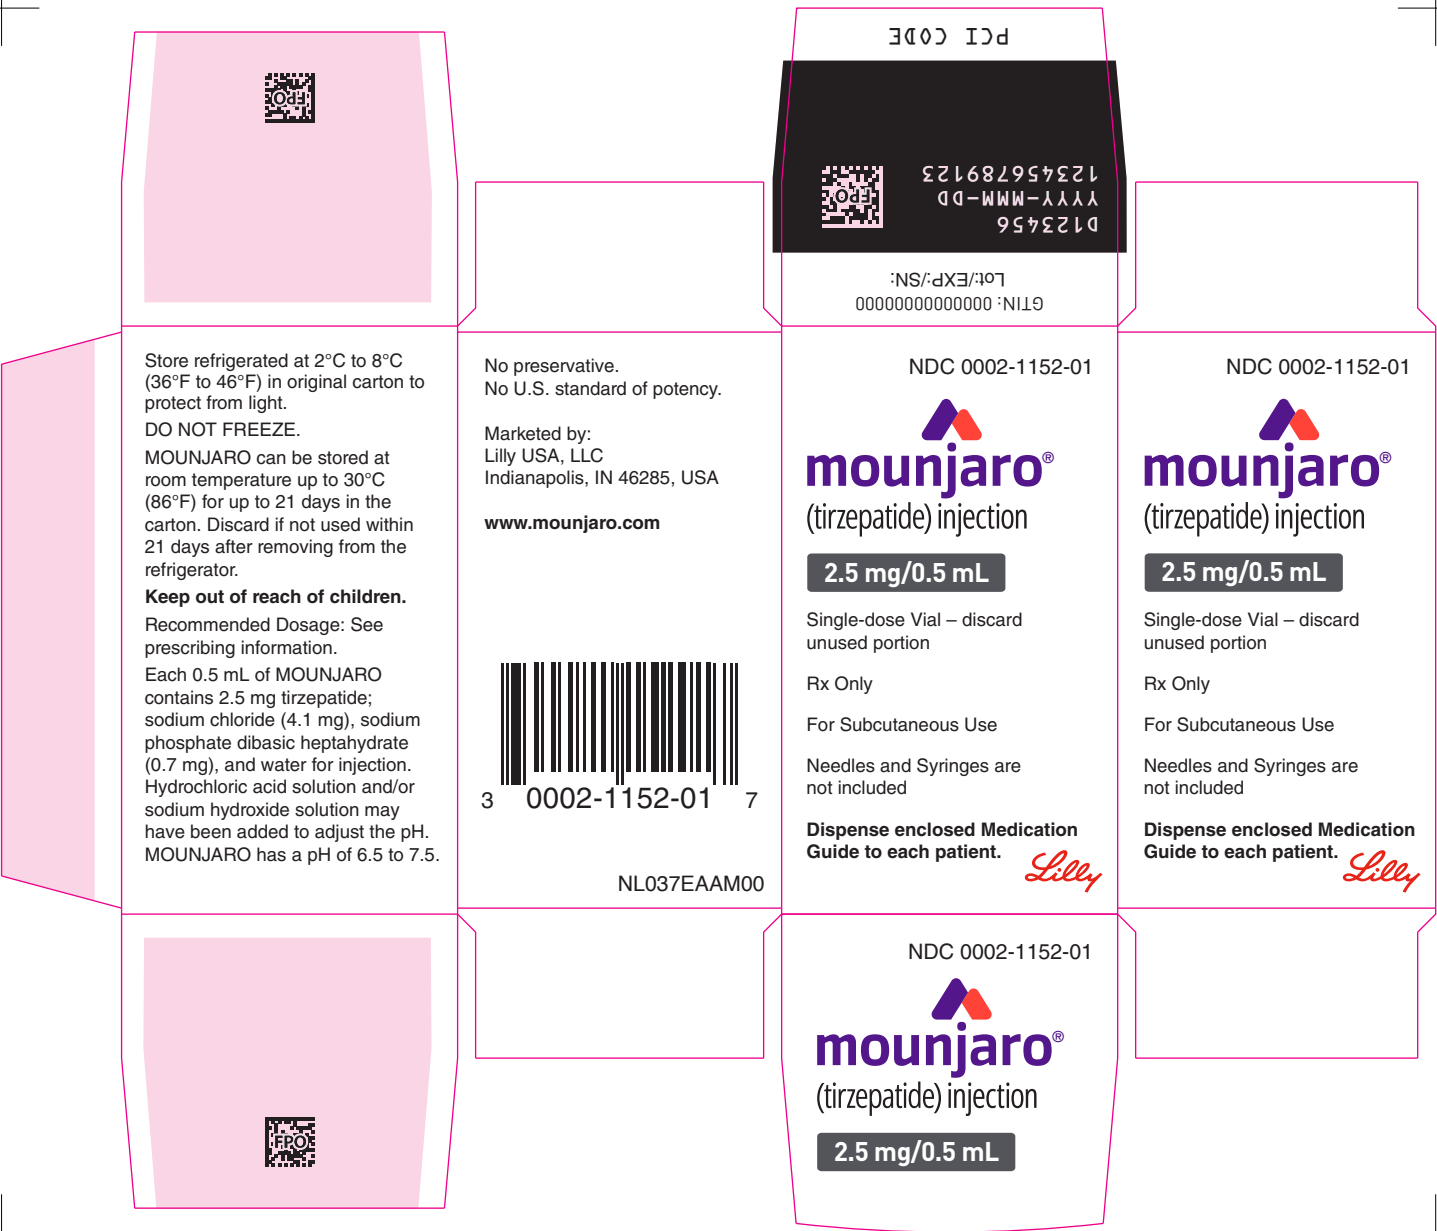 PCI CODE
FPO
FPO
D123456
YYYY-MMM-DD
123456789123
GTIN: 00000000000000
Lot:/EXP:/SN:
Store refrigerated at 2°C to 8°C
(36°F to 46°F) in original carton to
protect from light.
DO NOT FREEZE.
MOUNJARO can be stored at
room temperature up to 30°C
(86°F) for up to 21 days in the
carton. Discard if not used within
21 days after removing from the
refrigerator.
Keep out of reach of children.
Recommended Dosage: See
prescribing information.
Each 0.5 mL of MOUNJARO
contains 2.5 mg tirzepatide;
sodium chloride (4.1 mg), sodium
phosphate dibasic heptahydrate
(0.7 mg), and water for injection.
Hydrochloric acid solution and/or
sodium hydroxide solution may
have been added to adjust the pH.
MOUNJARO has a pH of 6.5 to 7.5.
No preservative.
No U.S. standard of potency.
Marketed by:
Lilly USA, LLC
Indianapolis, IN 46285, USA
www.mounjaro.com
3 0002-1152-01 7
NL037EAAM00
NDC 0002-1152-01
mounjaro®
(tirzepatide) injection
2.5 mg/0.5 mL
Single-dose Vial – discard
unused portion
Rx Only
For Subcutaneous Use
Needles and Syringes are
not included
Dispense enclosed Medication
Guide to each patient.
Lilly
NDC 0002-1152-01
mounjaro®
(tirzepatide) injection
2.5 mg/0.5 mL
Single-dose Vial – discard
unused portion
Rx Only
For Subcutaneous Use
Needles and Syringes are
not included
Dispense enclosed Medication
Guide to each patient.
Lilly
FPO
NDC 0002-1152-01
mounjaro®
(tirzepatide) injection
2.5 mg/0.5 mL